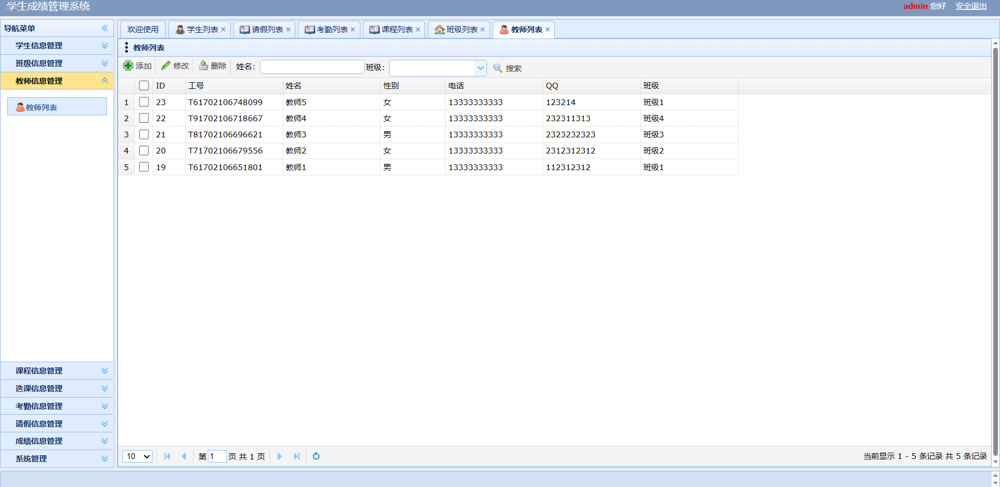 学生成绩管理系统
admin 您好 安全退出
导航菜单
学生信息管理
班级信息管理
教师信息管理
教师列表
课程信息管理
选课信息管理
考勤信息管理
请假信息管理
成绩信息管理
系统管理
欢迎使用 学生列表 请假列表 考勤列表 课程列表 班级列表 教师列表
教师列表
添加 修改 删除 姓名: 班级: 搜索
ID 工号 姓名 性别 电话 QQ 班级
1 23 T61702106748099 教师5 女 13333333333 123214 班级1
2 22 T91702106718667 教师4 女 13333333333 232311313 班级4
3 21 T81702106696621 教师3 男 13333333333 2323232323 班级3
4 20 T71702106679556 教师2 女 13333333333 2312312312 班级2
5 19 T61702106651801 教师1 男 13333333333 112312312 班级1
10 第 1 页 共 1 页 当前显示 1 - 5 条记录 共 5 条记录